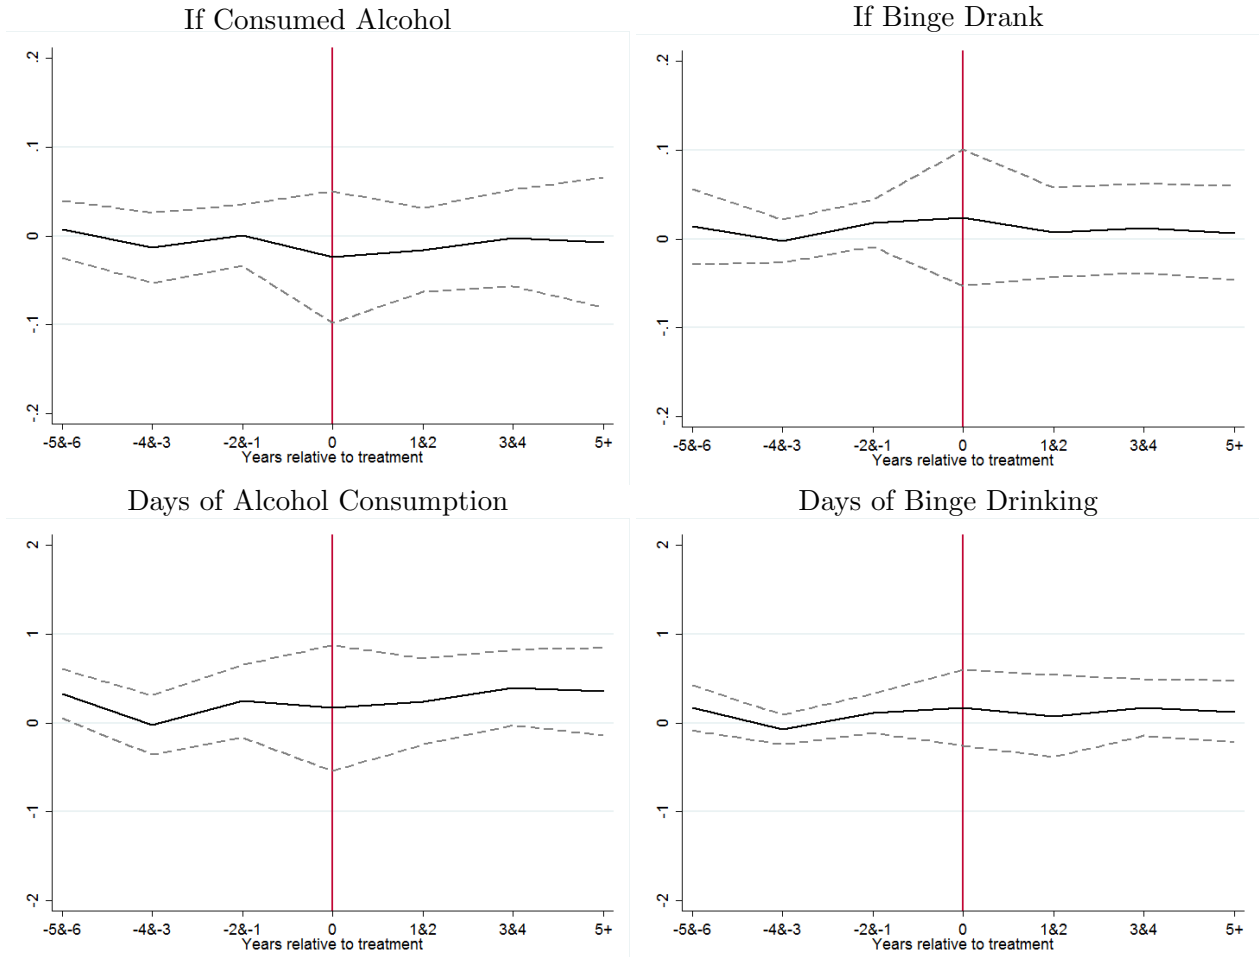 If Consumed Alcohol
.2
.1
0
-.1
-.2
-5&-6 -4&-3 -2&-1 0 1&2 3&4 5+
Years relative to treatment
If Binge Drank
.2
.1
0
-.1
-.2
-5&-6 -4&-3 -2&-1 0 1&2 3&4 5+
Years relative to treatment
Days of Alcohol Consumption
2
1
0
-1
-2
-5&-6 -4&-3 -2&-1 0 1&2 3&4 5+
Years relative to treatment
Days of Binge Drinking
2
1
0
-1
-2
-5&-6 -4&-3 -2&-1 0 1&2 3&4 5+
Years relative to treatment